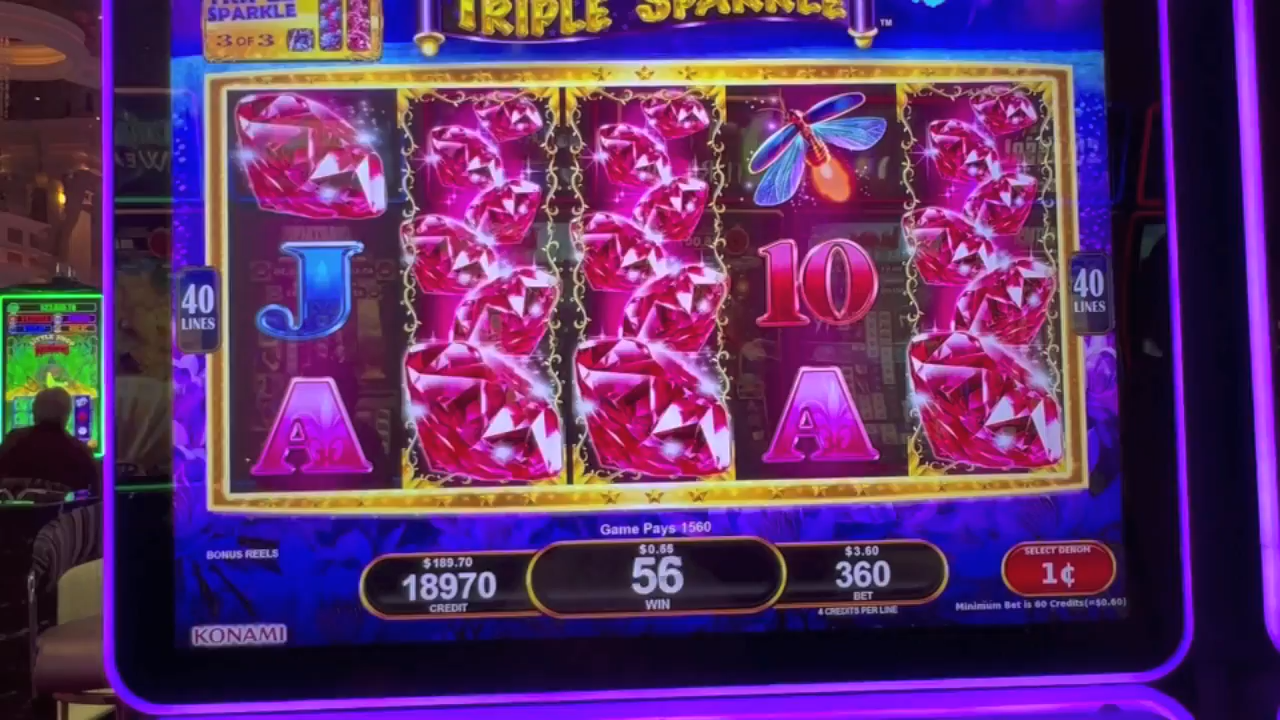 SPARKLE
3 OF 3
TRIPLE SPARKLE
TM
J
10
A
A
40
LINES
40
LINES
Game Pays 1560
BONUS REELS
$189.70
18970
CREDIT
$0.55
56
WIN
$3.60
360
BET
4 CREDITS PER LINE
SELECT DENOM
1¢
Minimum Bet is 60 Credits(=$0.60)
KONAMI